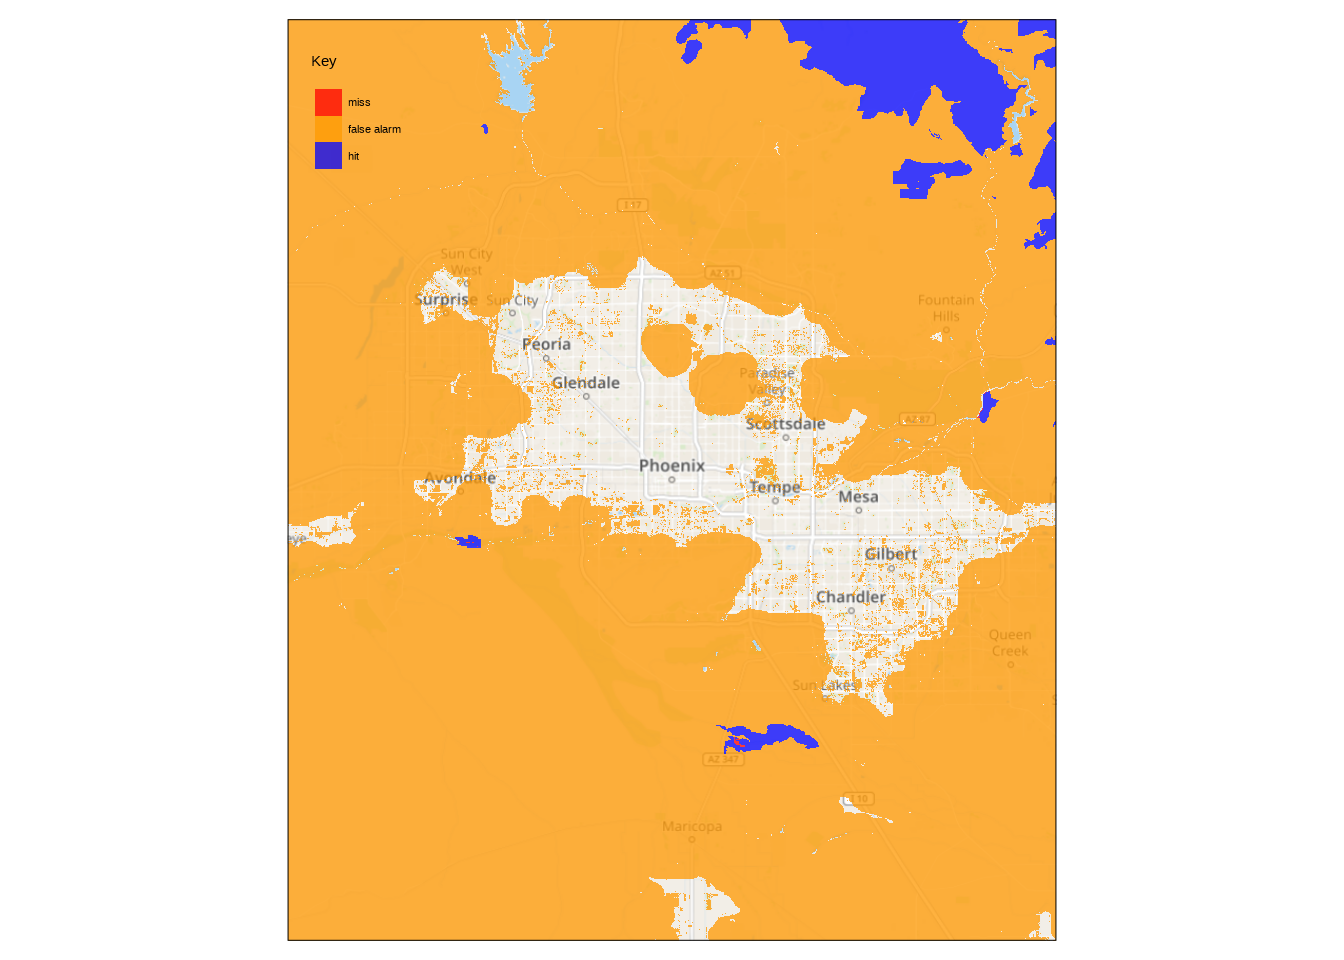 Key
miss
false alarm
hit
I 17
Sun City
West
AZ 51
Surprise
Sun City
Fountain
Hills
Peoria
Paradise
Valley
Glendale
AZ 87
Scottsdale
Phoenix
Avondale
Tempe
Mesa
eye
Gilbert
Chandler
Queen
Creek
Sun Lakes
AZ 347
I 10
Maricopa